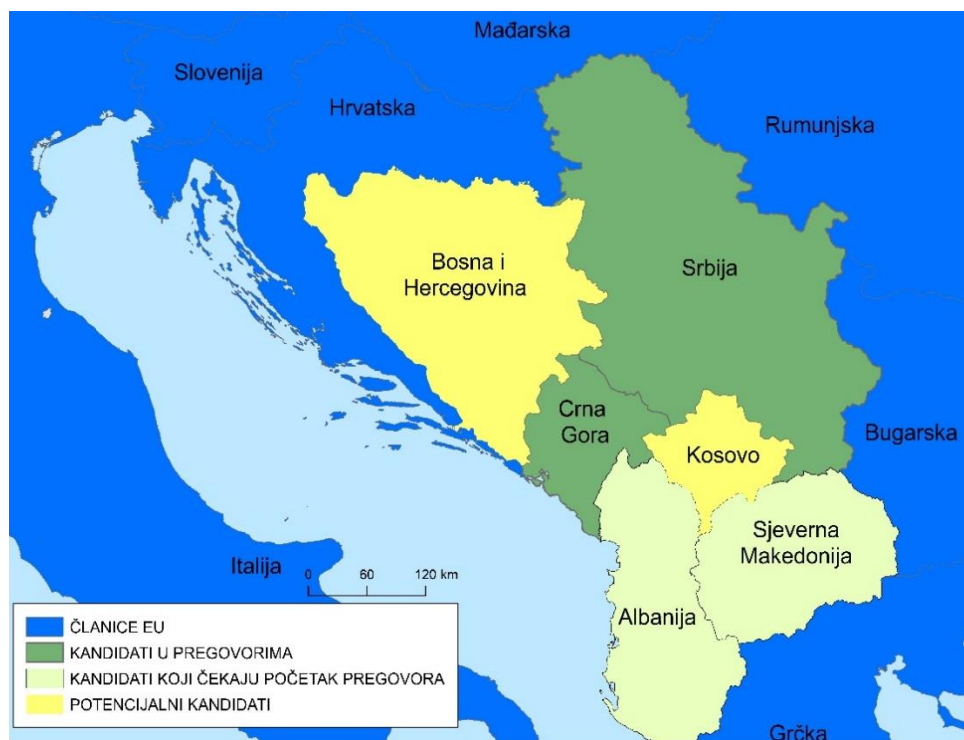 Mađarska
Slovenija
Hrvatska
Rumunjska
Bosna i
Hercegovina
Srbija
Crna
Gora
Kosovo
Bugarska
Sjeverna
Makedonija
Italija
0 60 120 km
Albanija
ČLANICE EU
KANDIDATI U PREGOVORIMA
KANDIDATI KOJI ČEKAJU POČETAK PREGOVORA
POTENCIJALNI KANDIDATI
Grčka